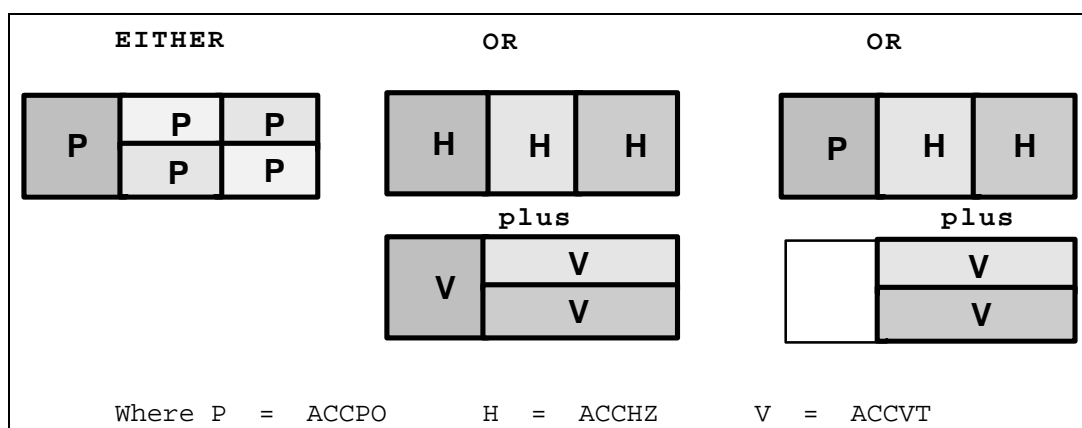 EITHER OR OR
P P P H H H P H H
P P
plus plus
V V V
V V
Where P = ACCPO H = ACCHZ V = ACCVT